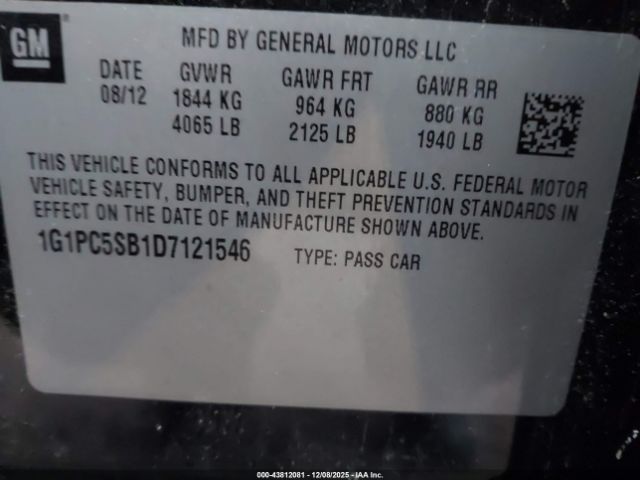 GM ®
MFD BY GENERAL MOTORS LLC
DATE GVWR GAWR FRT GAWR RR
08/12 1844 KG 964 KG 880 KG
4065 LB 2125 LB 1940 LB
THIS VEHICLE CONFORMS TO ALL APPLICABLE U.S. FEDERAL MOTOR
VEHICLE SAFETY, BUMPER, AND THEFT PREVENTION STANDARDS IN
EFFECT ON THE DATE OF MANUFACTURE SHOWN ABOVE.
1G1PC5SB1D7121546 TYPE: PASS CAR
000-43812081 - 12/08/2025 - IAA Inc.